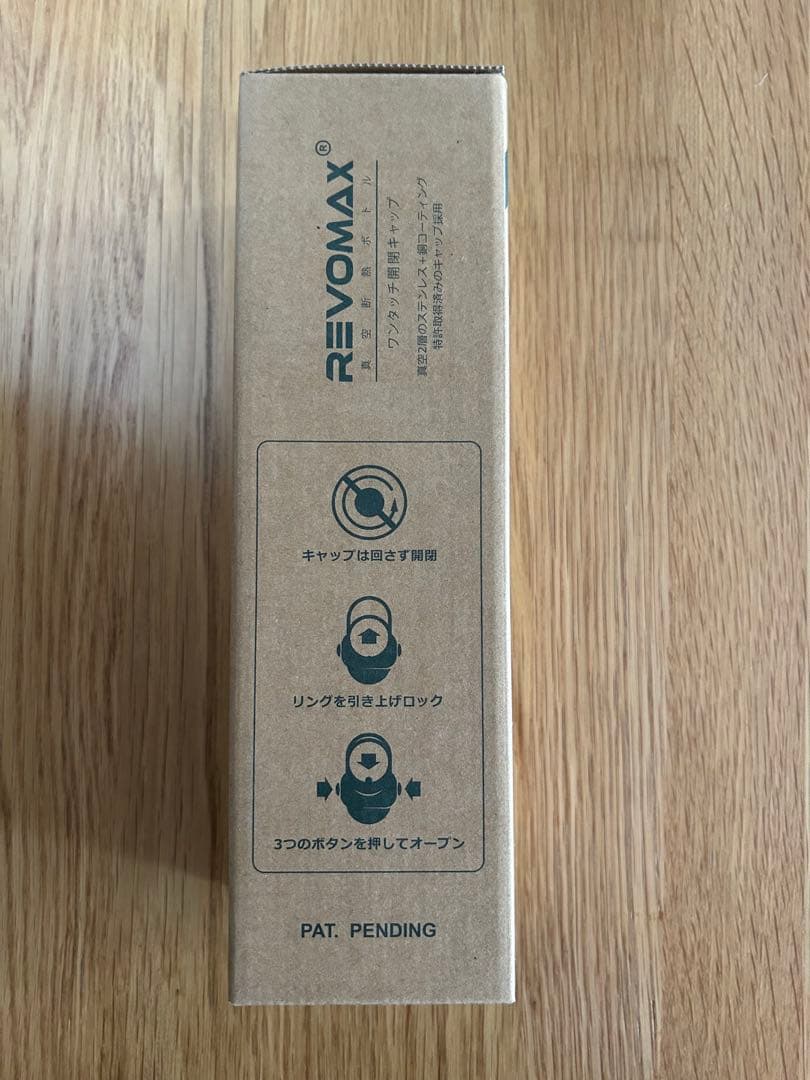 REVOMAX®
真空断熱ボトル
ワンタッチ開閉キャップ
真空2層のステンレス+銅コーティング
特許取得済みのキャップ採用
キャップは回さず開閉
リングを引き上げロック
3つのボタンを押してオープン
PAT. PENDING